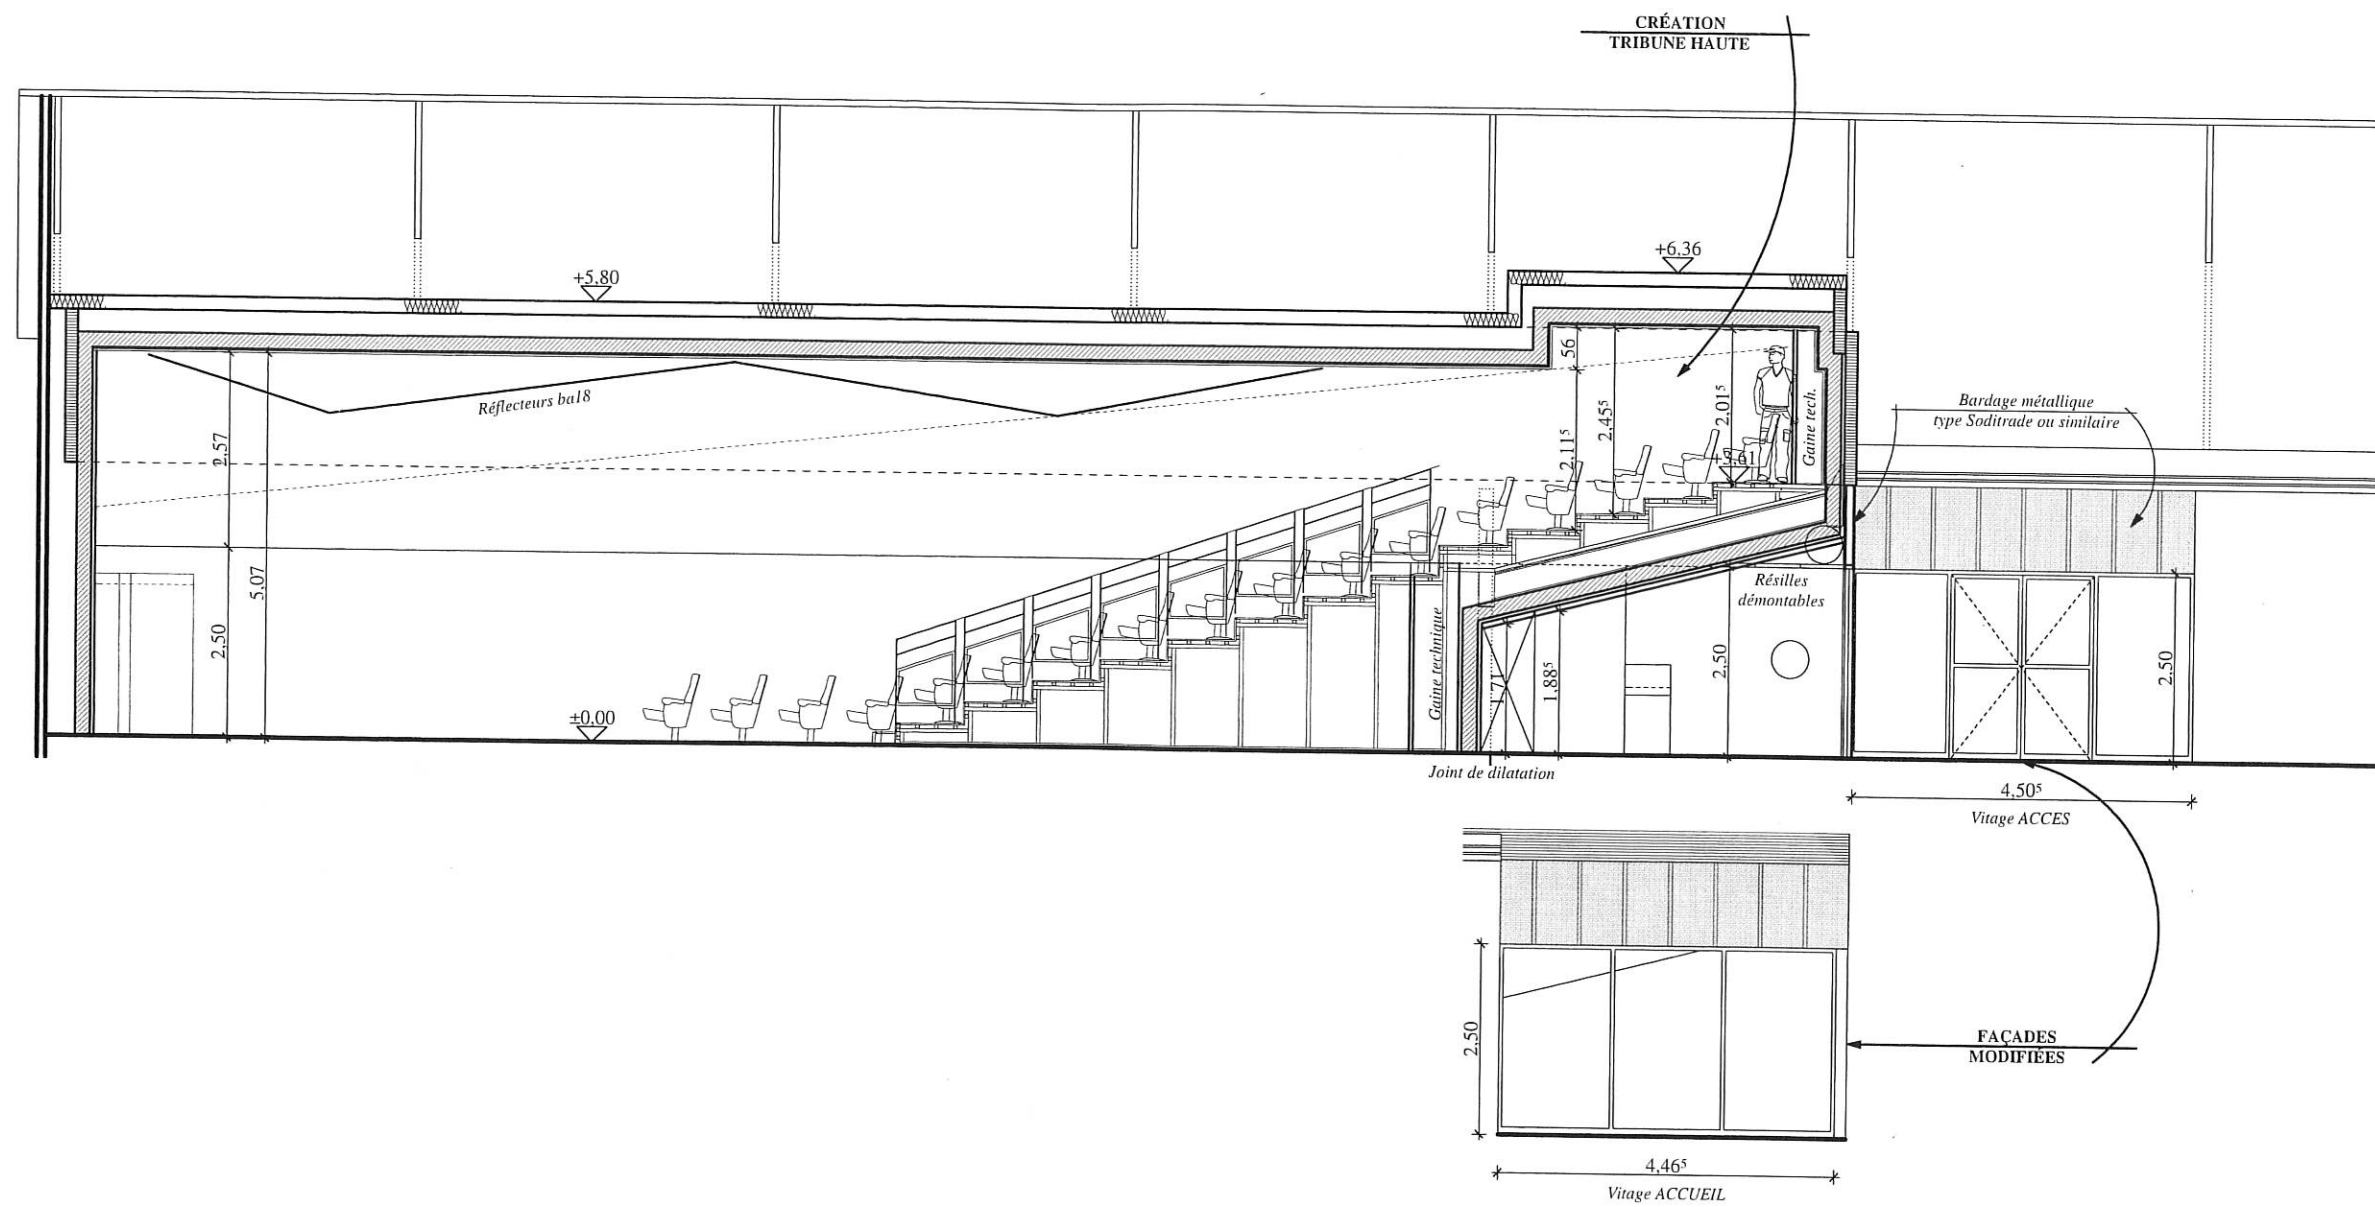 CRÉATION
TRIBUNE HAUTE
+6,36
+5,80
56
Réflecteurs ba18
2,57
2,11⁵
2,45⁵
2,01⁵
+3,61
Gaine tech.
Bardage métallique
type Soditrade ou similaire
5,07
2,50
±0,00
Gaine technique
1,71
1,88⁵
2,50
Résilles
démontables
2,50
Joint de dilatation
4,50⁵
Vitage ACCES
2,50
FAÇADES
MODIFIÉES
4,46⁵
Vitage ACCUEIL